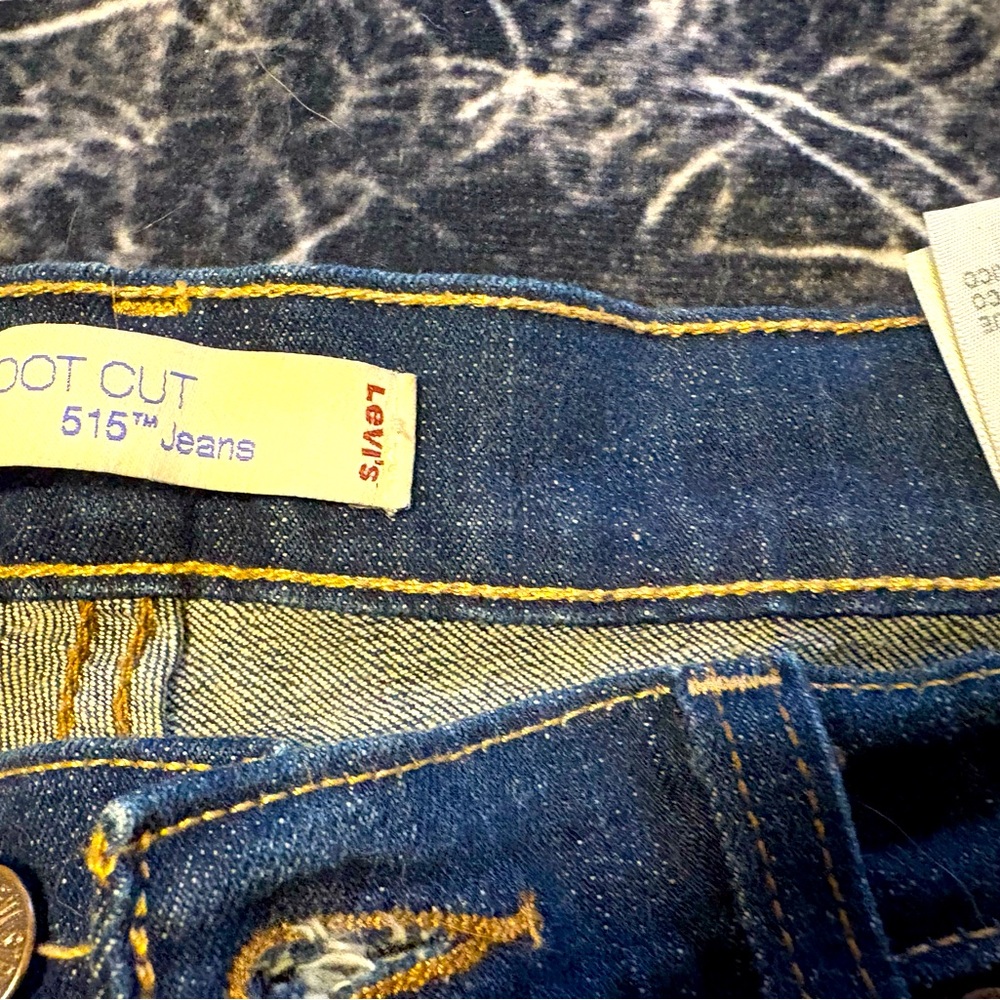 OOT CUT
515™ Jeans
Levi's